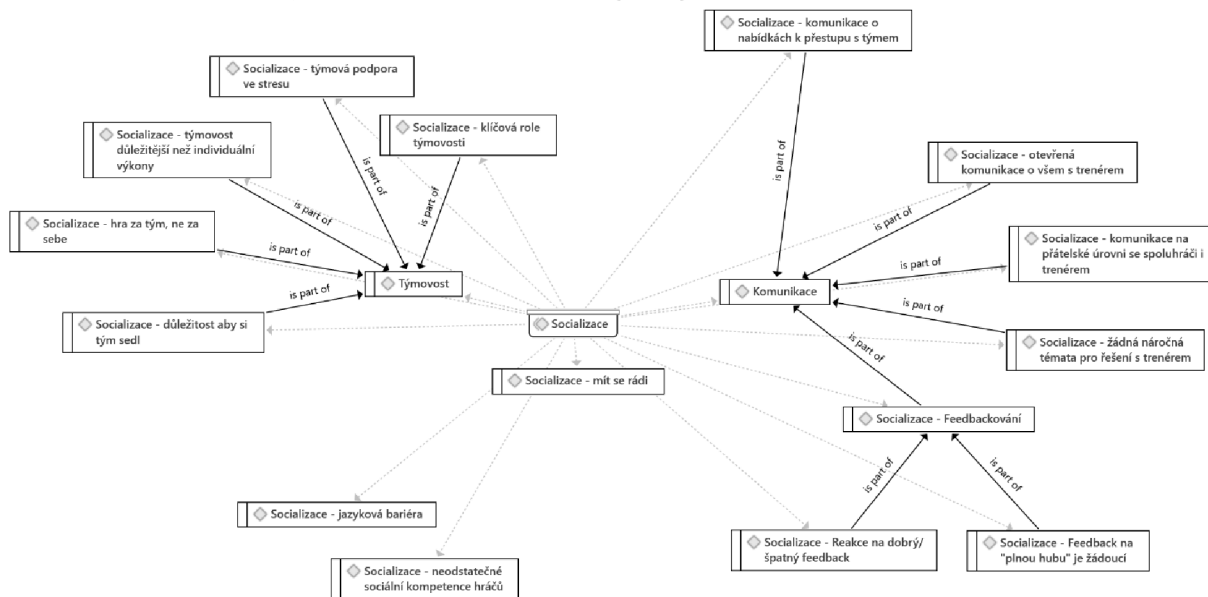 Socializace - komunikace o
nabídkách k přestupu s týmem
Socializace - týmová podpora
ve stresu
Socializace - týmovost
důležitější než individuální
výkony
Socializace - klíčová role
týmovosti
Socializace - otevřená
komunikace o všem s trenérem
is part of
is part of
is part of
is part of
is part of
Socializace - hra za tým, ne za
sebe
is part of
Socializace - komunikace na
přátelské úrovni se spoluhráči i
trenérem
is part of
Týmovost
Komunikace
is part of
is part of
Socializace - důležitost aby si
tým sedl
Socializace
Socializace - žádná náročná
témata pro řešení s trenérem
is part of
Socializace - mít se rádi
Socializace - Feedbackování
is part of
is part of
Socializace - jazyková bariéra
Socializace - Reakce na dobrý/
špatný feedback
Socializace - Feedback na
"plnou hubu" je žádoucí
Socializace - neodstatečné
sociální kompetence hráčů